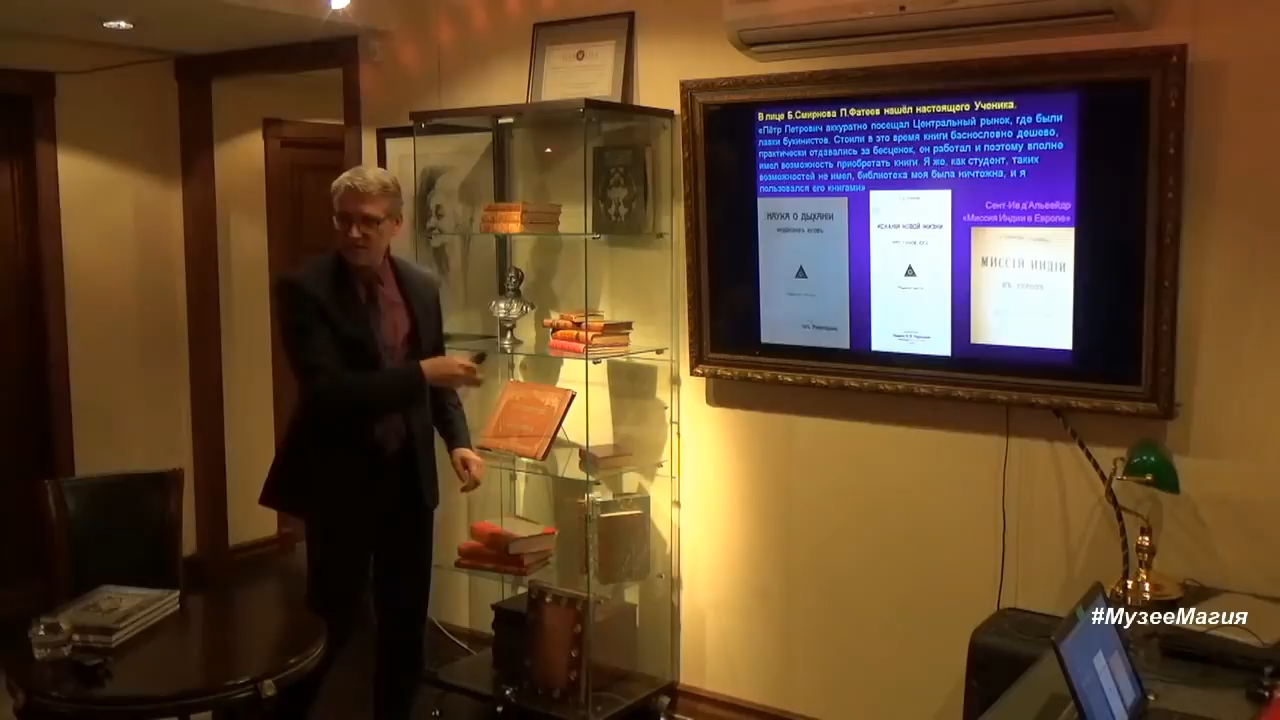 В лице Б.Смирнова П.Фатеев нашёл настоящего Ученика.
«Пётр Петрович аккуратно посещал Центральный рынок, где были
лавки букинистов. Стоили в это время книги баснословно дешево,
практически отдавались за бесценок, он работал и поэтому вполне
имел возможность приобретать книги. Я же, как студент, таких
возможностей не имел, библиотека моя была ничтожна, и я
пользовался его книгами»
Сент-Ив д'Альвейдр
«Миссия Индии в Европе»
НАУКА О ДЫХАНИИ
ИСКАНИЯ НОВОЙ ЖИЗНИ
МИССІЯ ИНДІИ
ВЪ ЕВРОПѢ
#МузееМагия